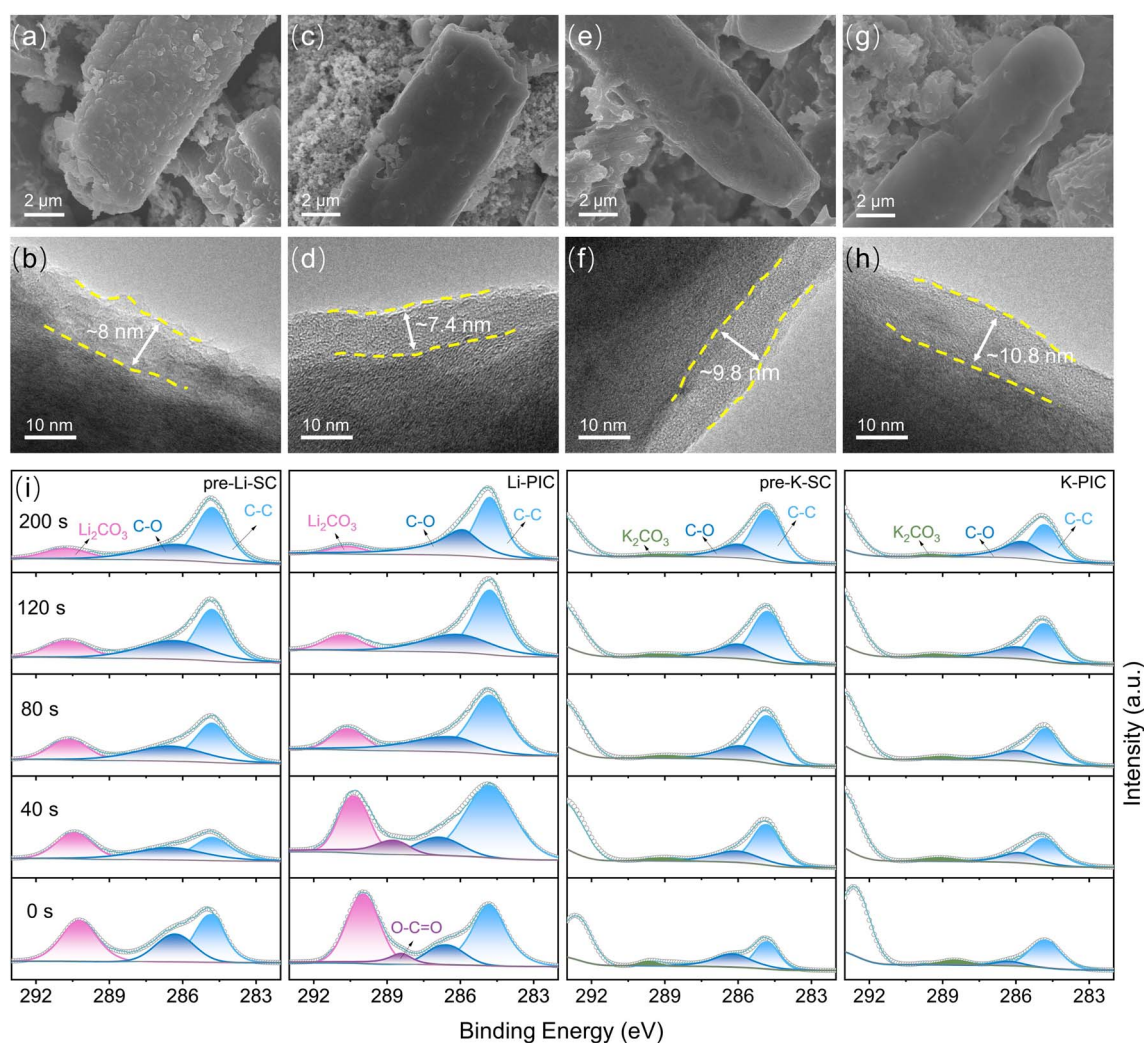 (a)
(c)
(e)
(g)
2 μm
2 μm
2 μm
2 μm
(b)
(d)
(f)
(h)
~8 nm
~7.4 nm
~9.8 nm
~10.8 nm
10 nm
10 nm
10 nm
10 nm
(i)
pre-Li-SC
Li-PIC
pre-K-SC
K-PIC
200 s
Li₂CO₃
C-O
C-C
Li₂CO₃
C-O
C-C
K₂CO₃
C-O
C-C
K₂CO₃
C-O
C-C
120 s
80 s
40 s
0 s
O-C=O
292 289 286 283
292 289 286 283
292 289 286 283
292 289 286 283
Binding Energy (eV)
Intensity (a.u.)